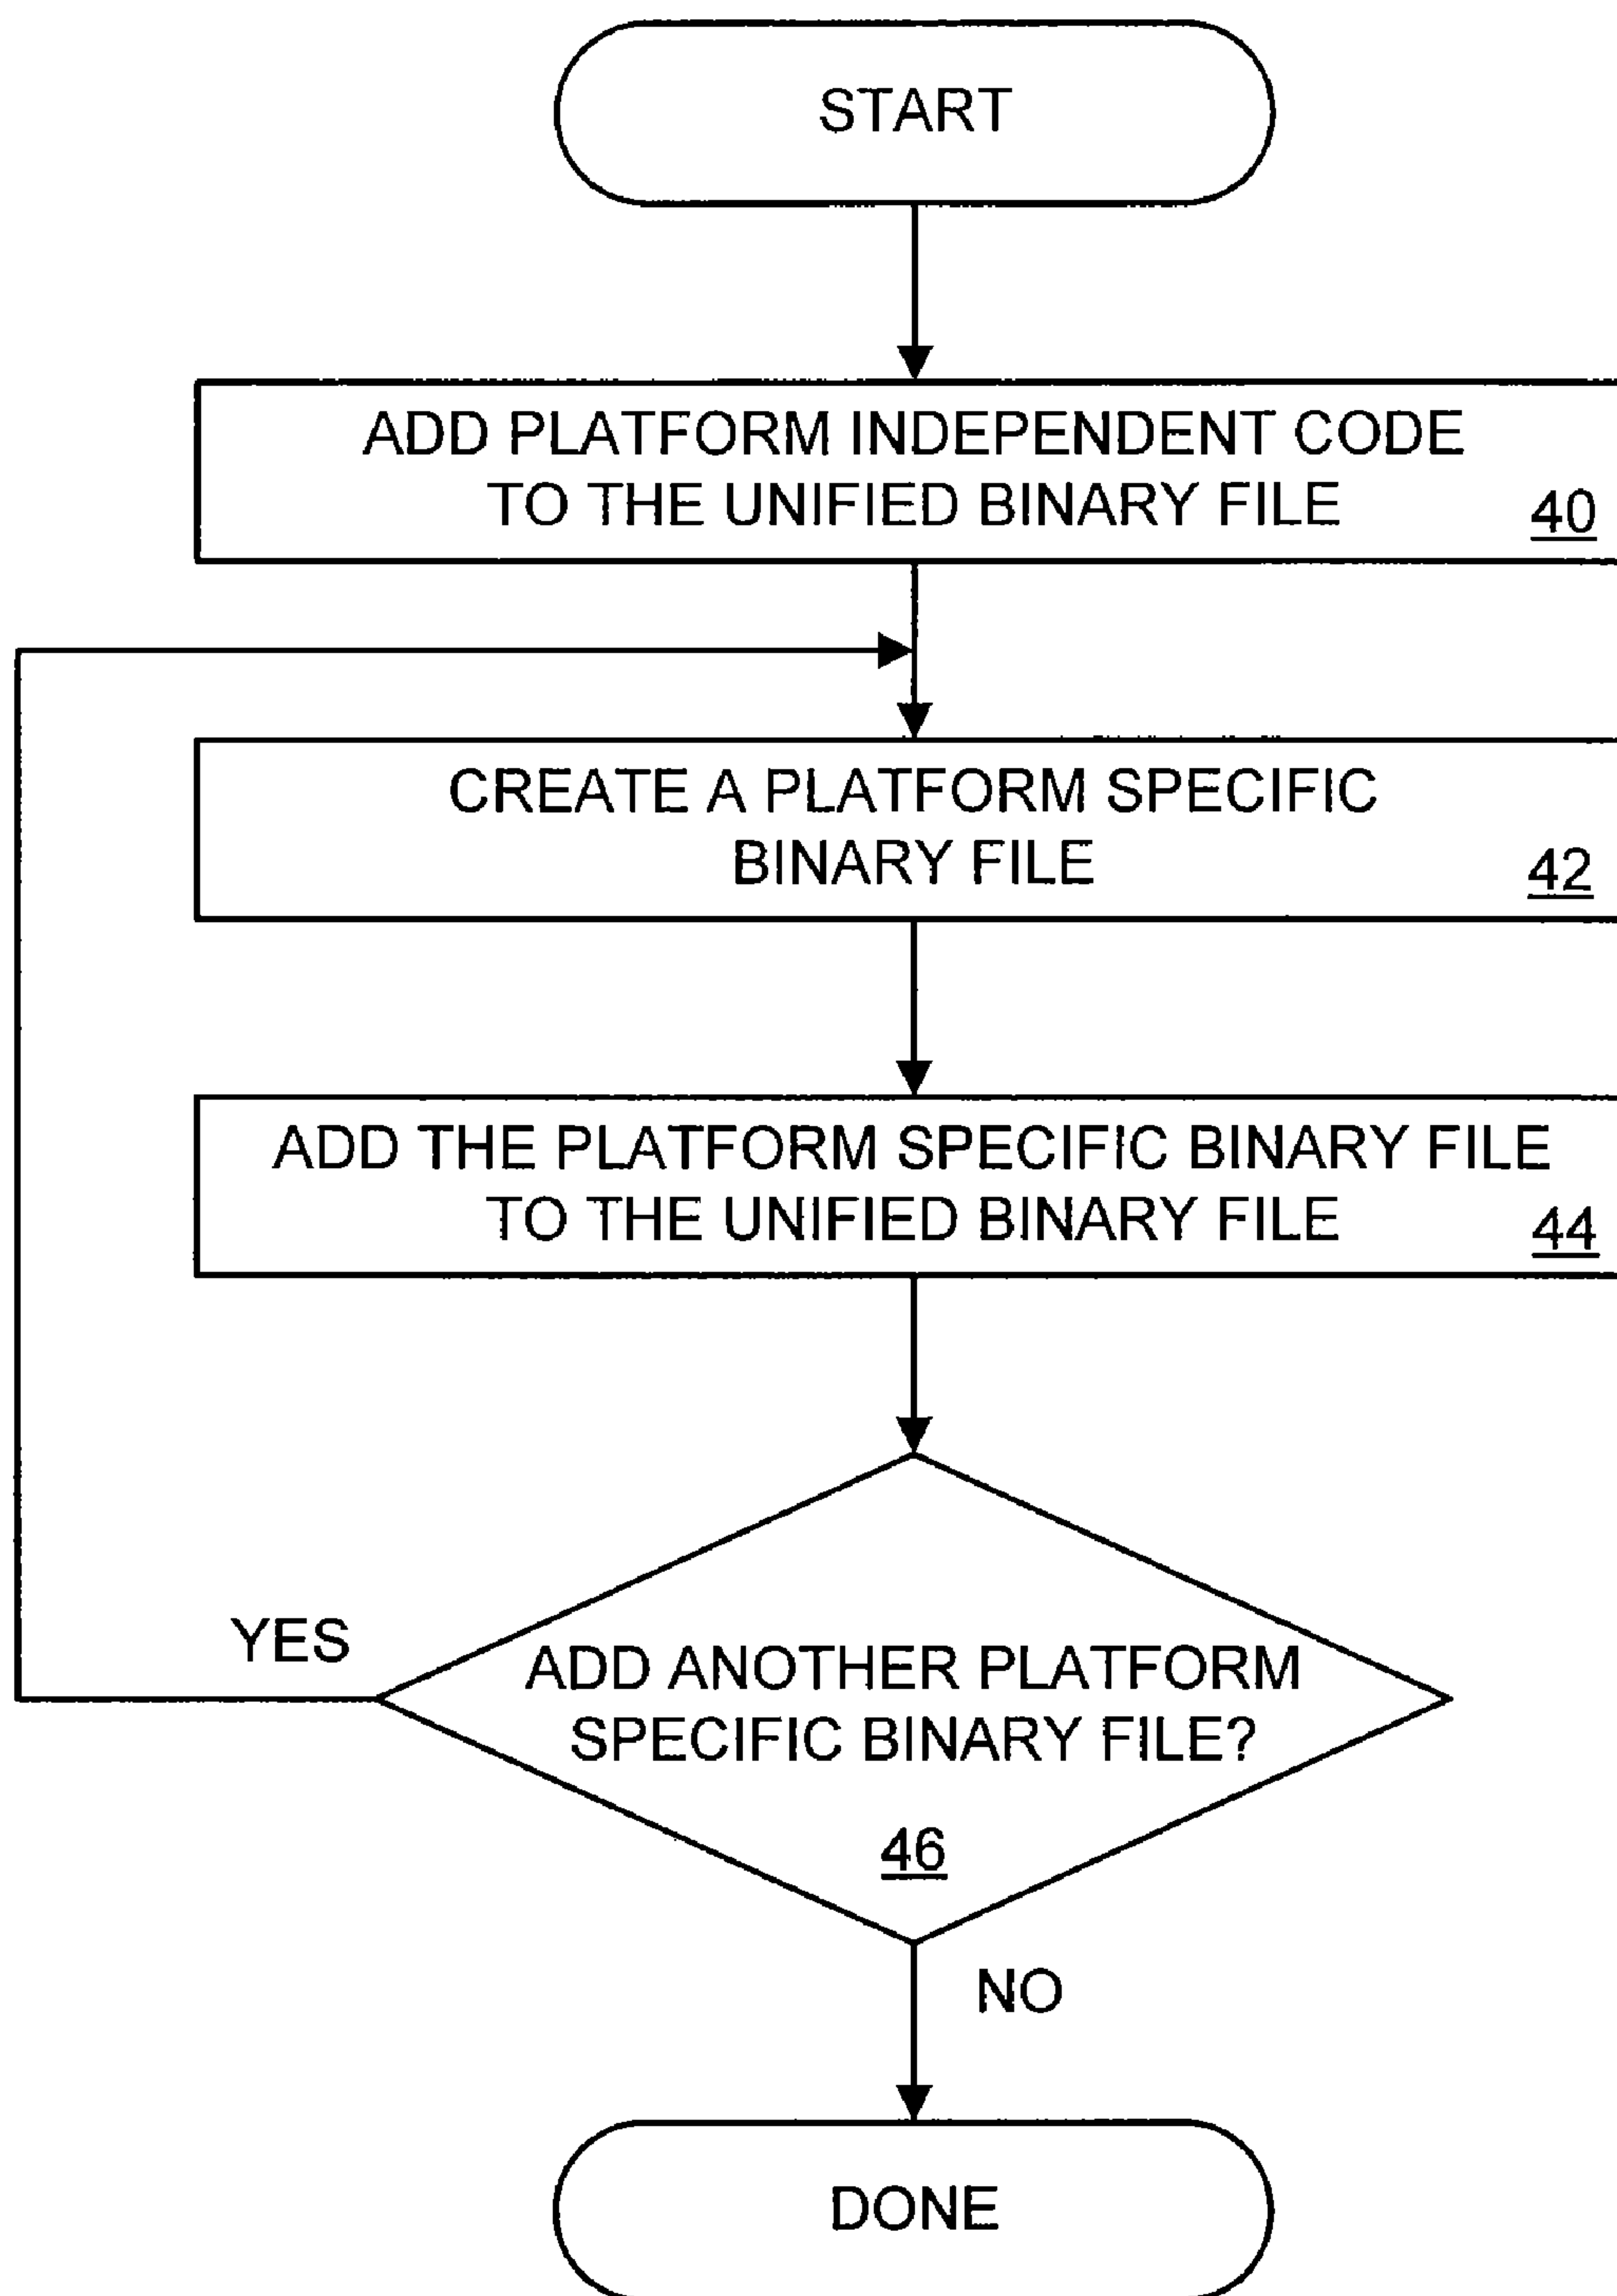 START
ADD PLATFORM INDEPENDENT CODE
TO THE UNIFIED BINARY FILE
40
CREATE A PLATFORM SPECIFIC
BINARY FILE
42
ADD THE PLATFORM SPECIFIC BINARY FILE
TO THE UNIFIED BINARY FILE
44
YES
ADD ANOTHER PLATFORM
SPECIFIC BINARY FILE?
46
NO
DONE